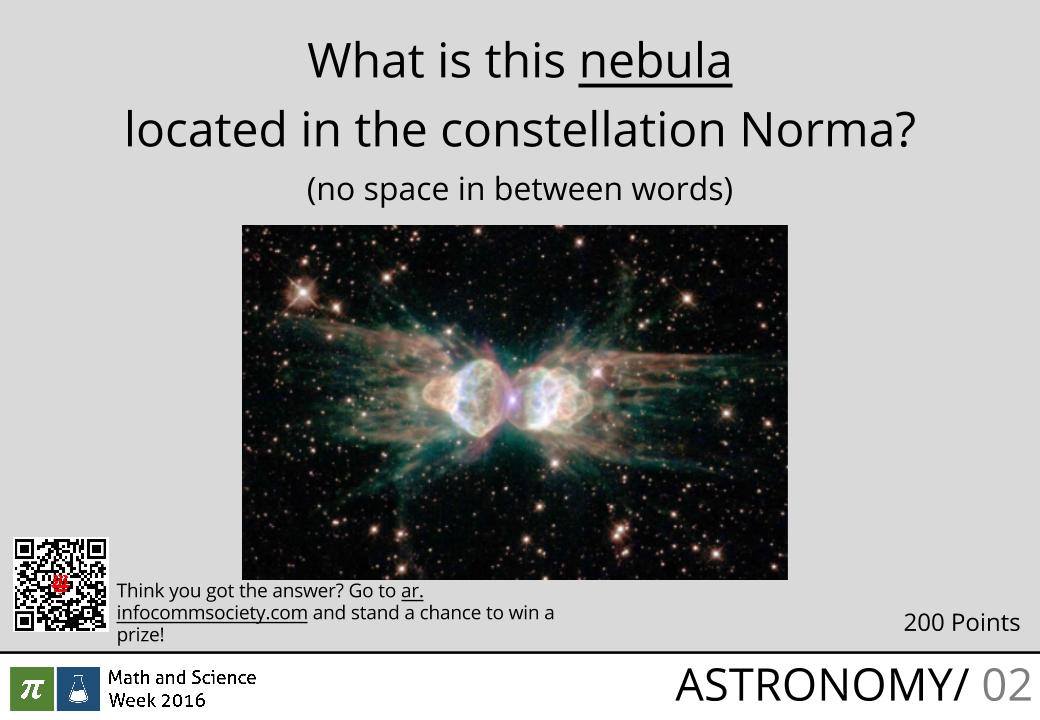 What is this nebula
located in the constellation Norma?
(no space in between words)
Think you got the answer? Go to ar.
infocommsociety.com and stand a chance to win a
prize!
200 Points
π
Math and Science
Week 2016
ASTRONOMY/ 02